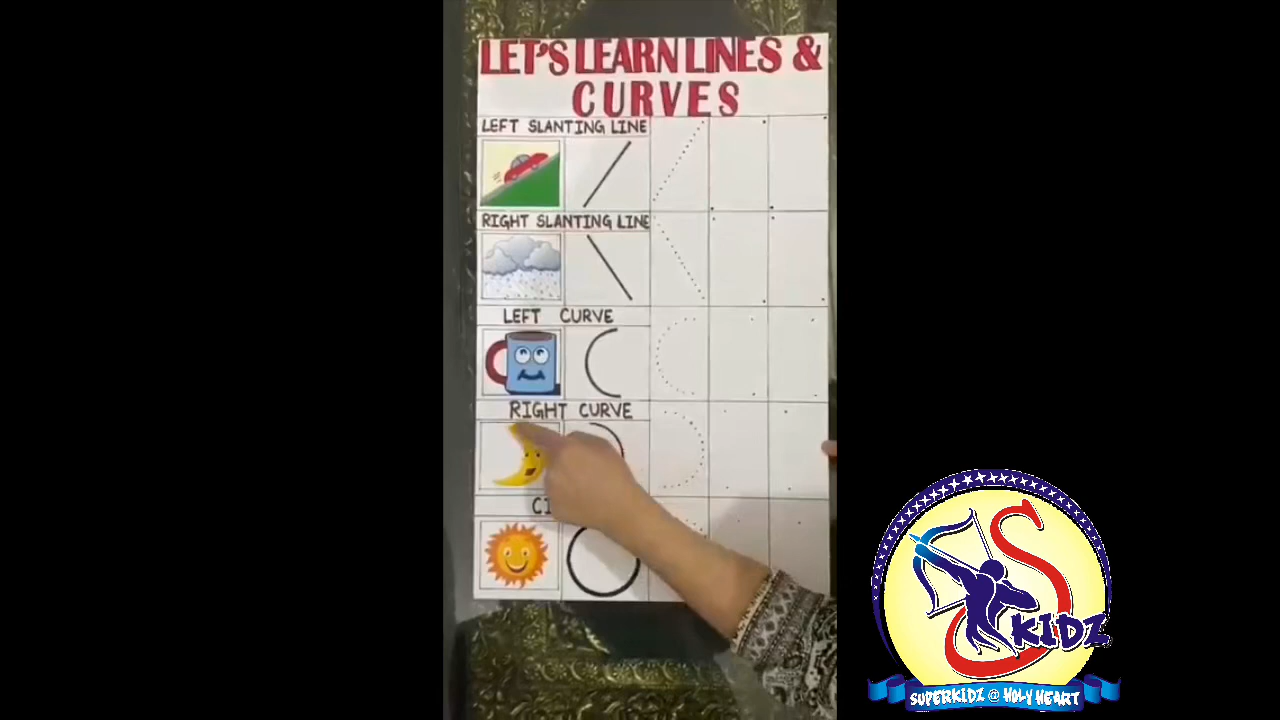 LET'S LEARN LINES &
CURVES
LEFT SLANTING LINE
RIGHT SLANTING LINE
LEFT CURVE
RIGHT CURVE
S KIDZ
SUPERKIDZ @ HOLY HEART